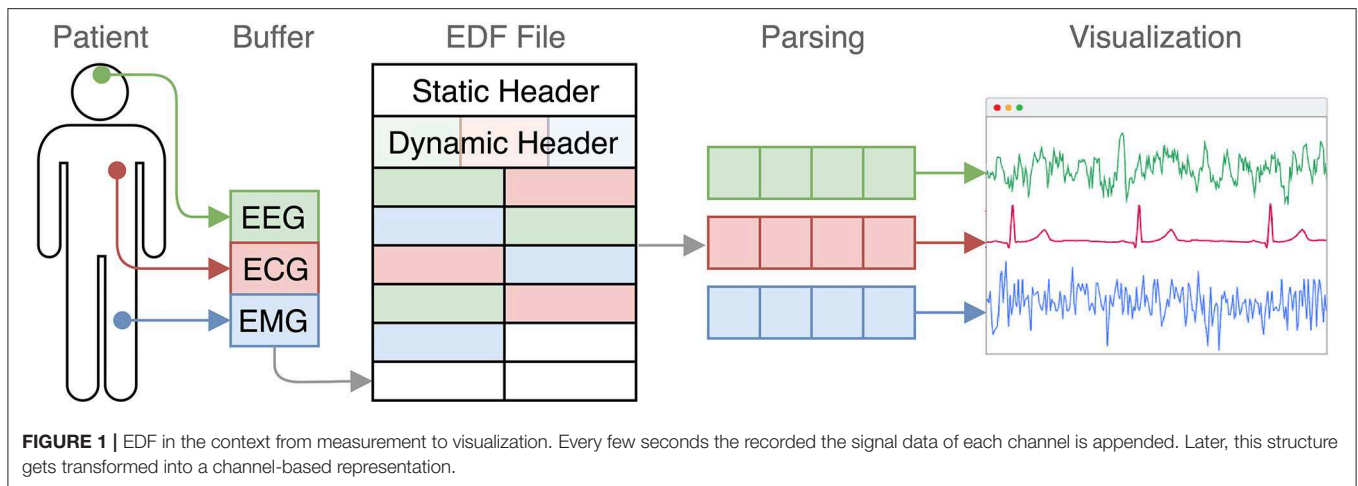 Patient Buffer EDF File Parsing Visualization
Static Header
Dynamic Header
EEG
ECG
EMG
FIGURE 1 | EDF in the context from measurement to visualization. Every few seconds the recorded the signal data of each channel is appended. Later, this structure
gets transformed into a channel-based representation.